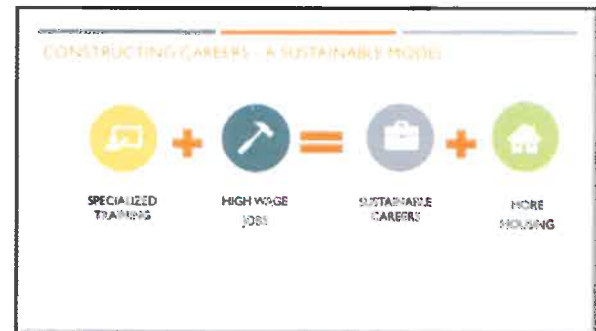 CONSTRUCTING CAREERS - A SUSTAINABLE MODEL
+ = +
SPECIALIZED
TRAINING
HIGH WAGE
JOBS
SUSTAINABLE
CAREERS
MORE
HOUSING